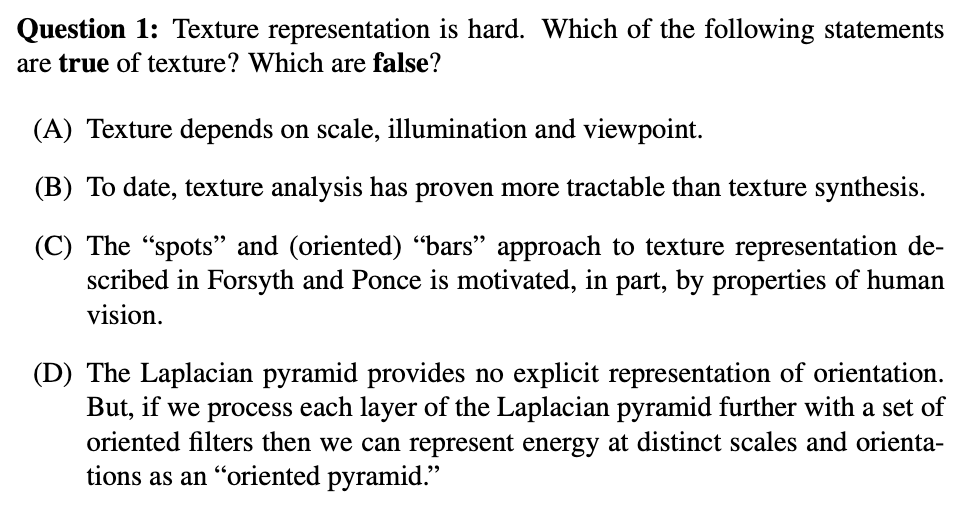 Question 1: Texture representation is hard. Which of the following statements
are true of texture? Which are false?
(A) Texture depends on scale, illumination and viewpoint.
(B) To date, texture analysis has proven more tractable than texture synthesis.
(C) The “spots” and (oriented) “bars” approach to texture representation de-
scribed in Forsyth and Ponce is motivated, in part, by properties of human
vision.
(D) The Laplacian pyramid provides no explicit representation of orientation.
But, if we process each layer of the Laplacian pyramid further with a set of
oriented filters then we can represent energy at distinct scales and orienta-
tions as an “oriented pyramid.”